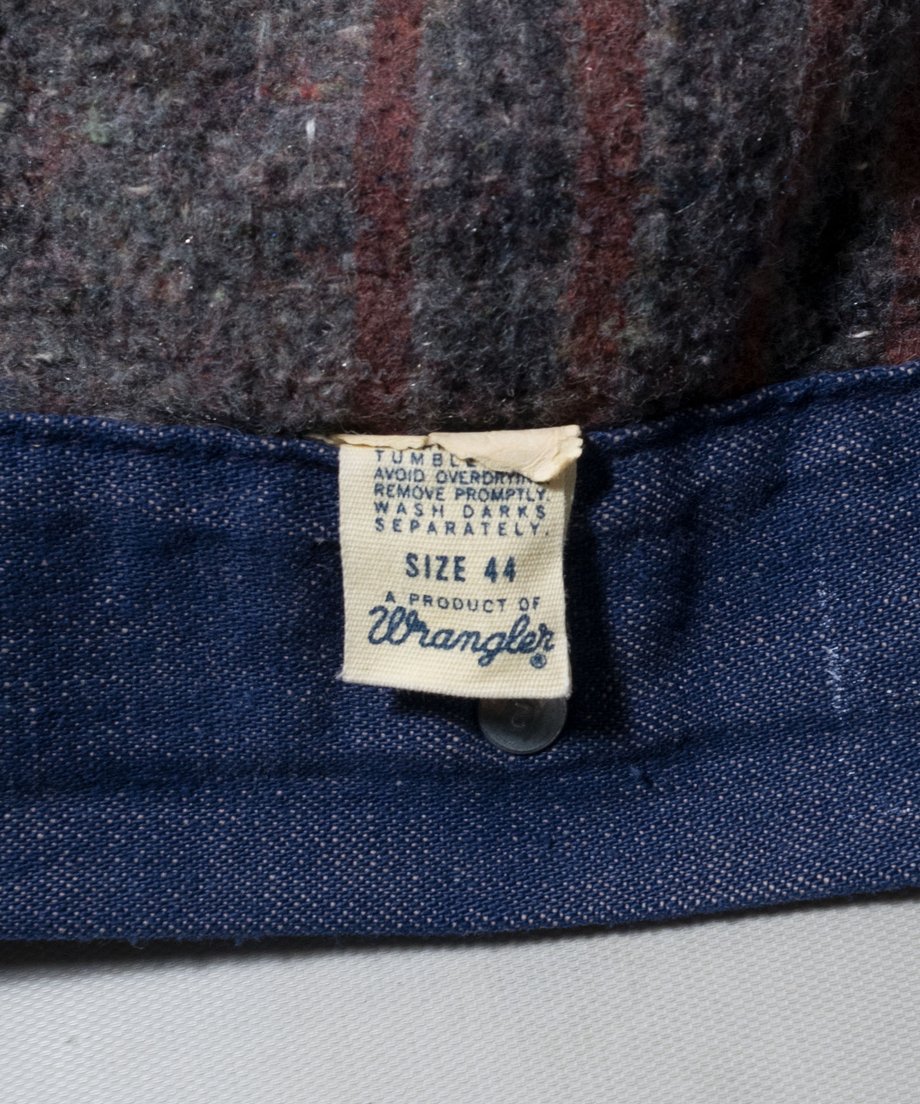 TUMBLE
AVOID OVERDRYING
REMOVE PROMPTLY.
WASH DARKS
SEPARATELY.
SIZE 44
A PRODUCT OF
Wrangler
®